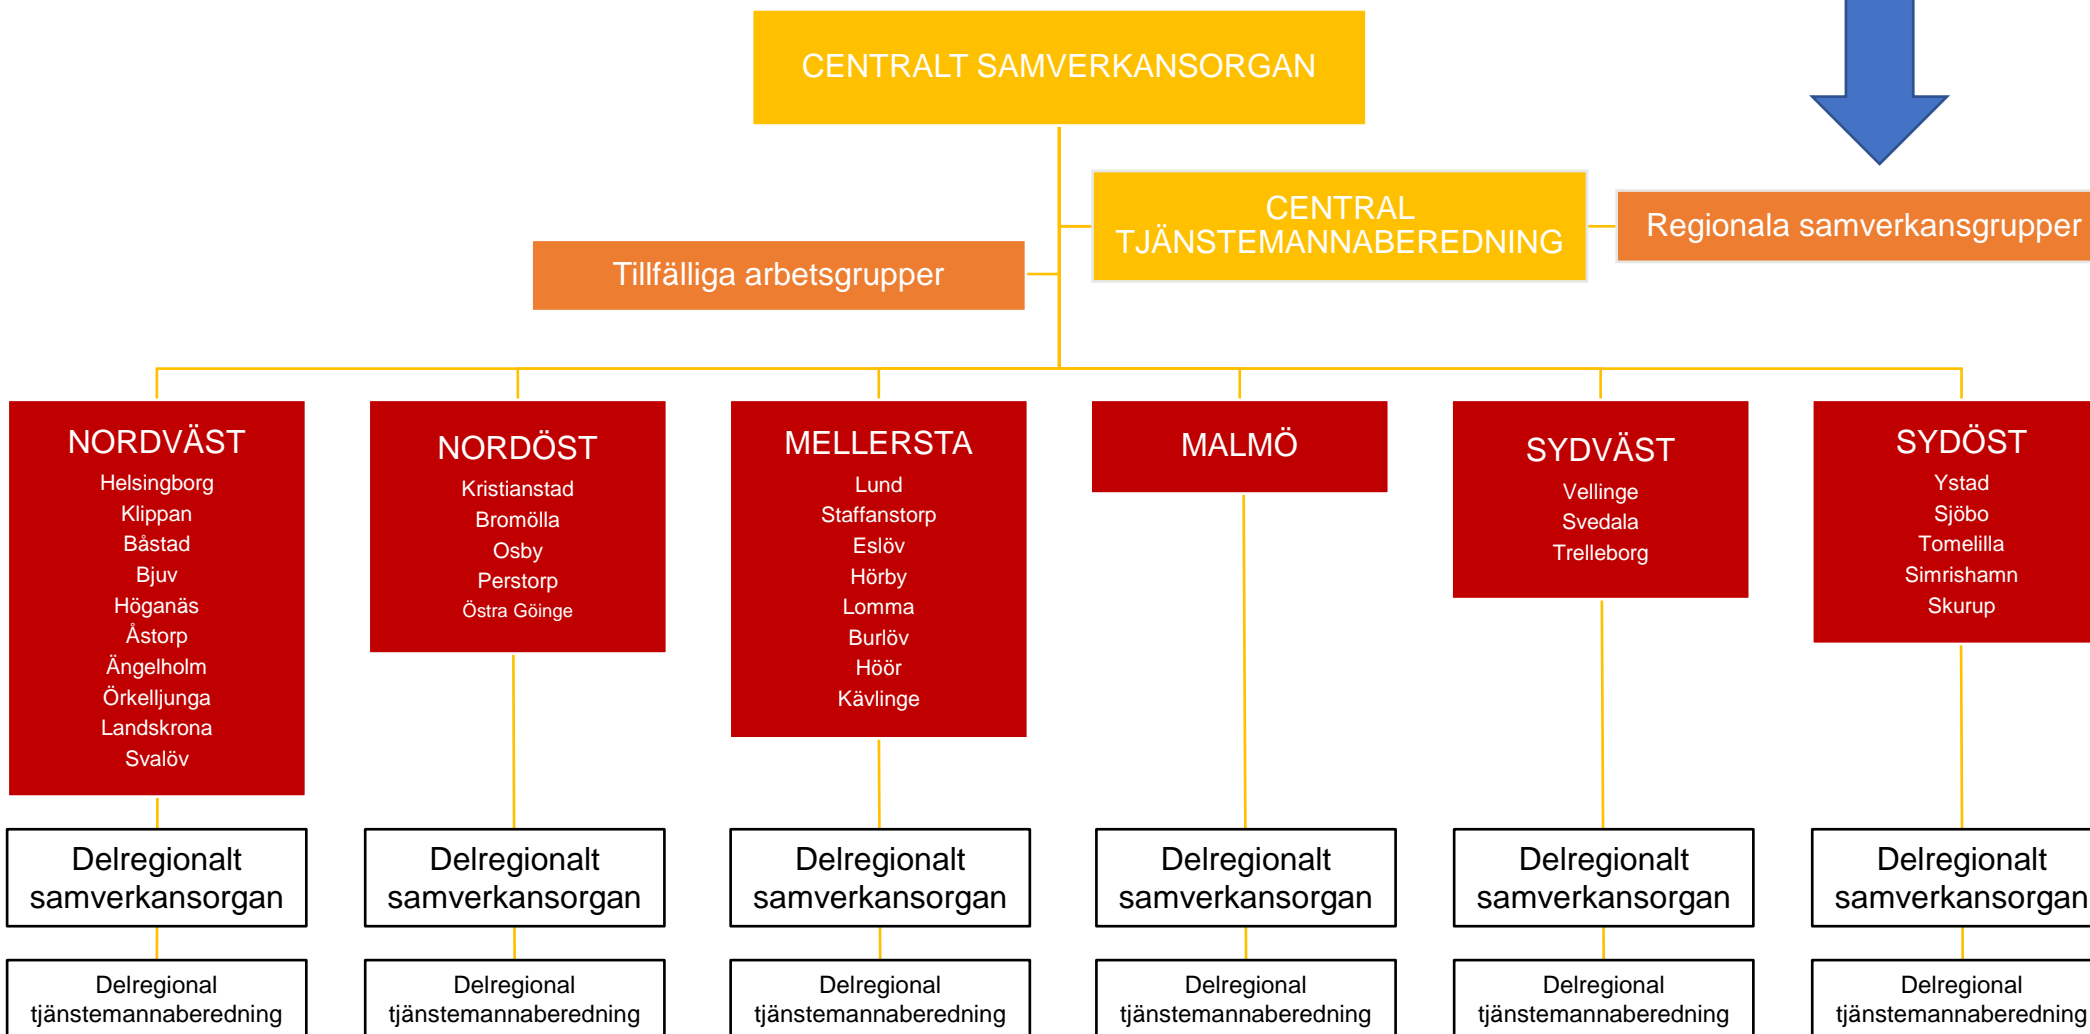 CENTRALT SAMVERKANSORGAN
CENTRAL
TJÄNSTEMANNABEREDNING
Regionala samverkansgrupper
Tillfälliga arbetsgrupper
NORDVÄST
Helsingborg
Klippan
Båstad
Bjuv
Höganäs
Åstorp
Ängelholm
Örkelljunga
Landskrona
Svalöv
NORDÖST
Kristianstad
Bromölla
Osby
Perstorp
Östra Göinge
MELLERSTA
Lund
Staffanstorp
Eslöv
Hörby
Lomma
Burlöv
Höör
Kävlinge
MALMÖ
SYDVÄST
Vellinge
Svedala
Trelleborg
SYDÖST
Ystad
Sjöbo
Tomelilla
Simrishamn
Skurup
Delregionalt
samverkansorgan
Delregionalt
samverkansorgan
Delregionalt
samverkansorgan
Delregionalt
samverkansorgan
Delregionalt
samverkansorgan
Delregionalt
samverkansorgan
Delregional
tjänstemannaberedning
Delregional
tjänstemannaberedning
Delregional
tjänstemannaberedning
Delregional
tjänstemannaberedning
Delregional
tjänstemannaberedning
Delregional
tjänstemannaberedning